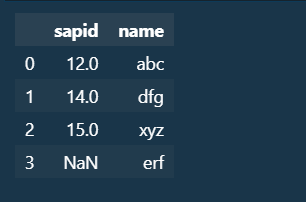 sapid name
0 12.0 abc
1 14.0 dfg
2 15.0 xyz
3 NaN erf